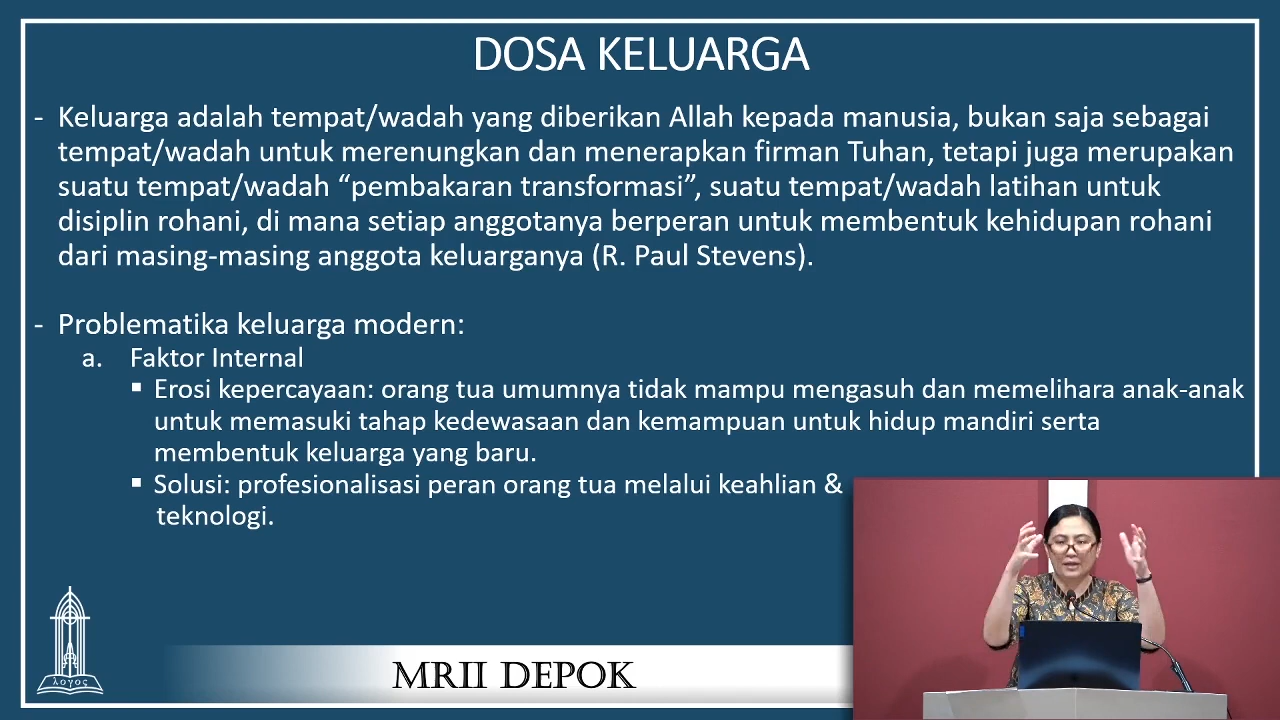 DOSA KELUARGA
- Keluarga adalah tempat/wadah yang diberikan Allah kepada manusia, bukan saja sebagai
tempat/wadah untuk merenungkan dan menerapkan firman Tuhan, tetapi juga merupakan
suatu tempat/wadah “pembakaran transformasi”, suatu tempat/wadah latihan untuk
disiplin rohani, di mana setiap anggotanya berperan untuk membentuk kehidupan rohani
dari masing-masing anggota keluarganya (R. Paul Stevens).
- Problematika keluarga modern:
a. Faktor Internal
▪ Erosi kepercayaan: orang tua umumnya tidak mampu mengasuh dan memelihara anak-anak
untuk memasuki tahap kedewasaan dan kemampuan untuk hidup mandiri serta
membentuk keluarga yang baru.
▪ Solusi: profesionalisasi peran orang tua melalui keahlian &
teknologi.
λογος
MRII DEPOK